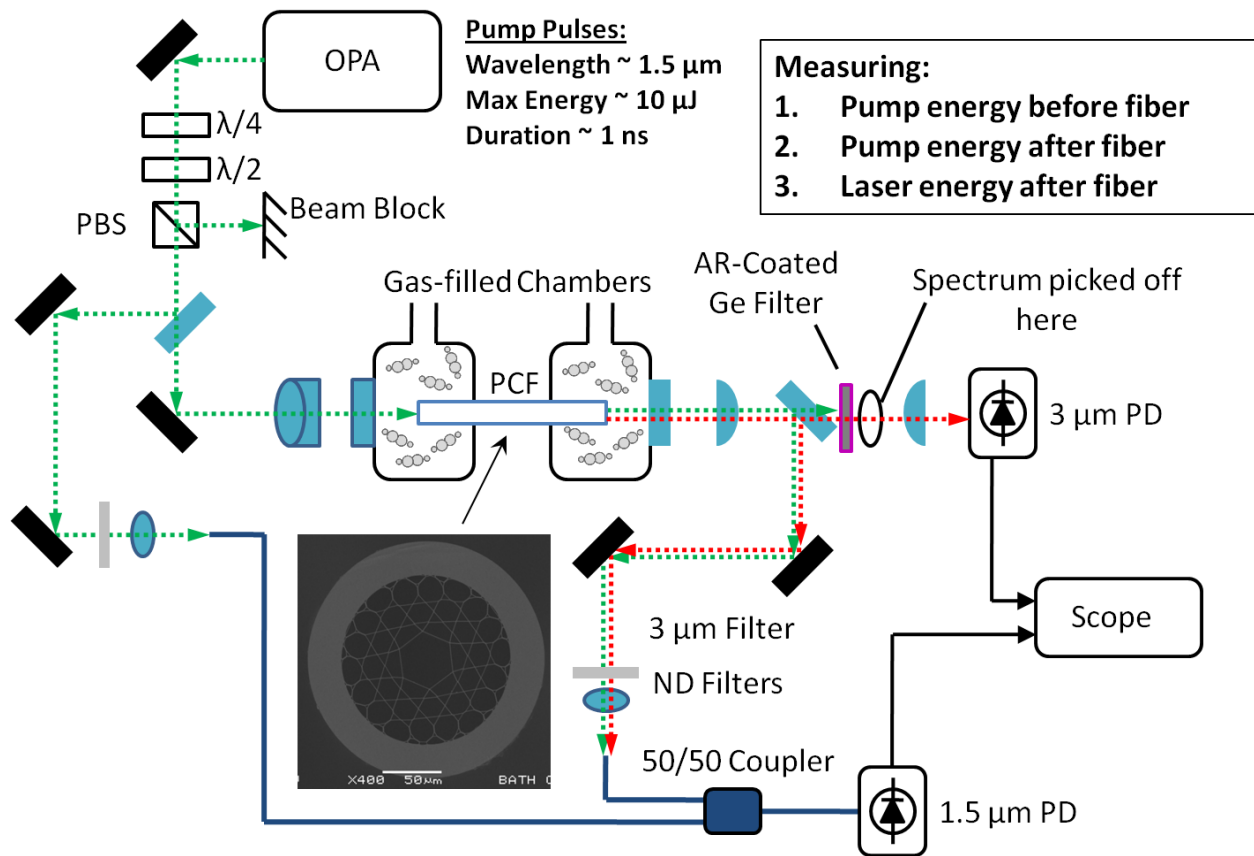 OPA
Pump Pulses:
Wavelength ~ 1.5 µm
Max Energy ~ 10 µJ
Duration ~ 1 ns
Measuring:
1. Pump energy before fiber
2. Pump energy after fiber
3. Laser energy after fiber
λ/4
λ/2
PBS
Beam Block
Gas-filled Chambers
AR-Coated
Ge Filter
Spectrum picked off
here
PCF
3 µm PD
Scope
3 µm Filter
ND Filters
50/50 Coupler
1.5 µm PD
X400 50µm BATH